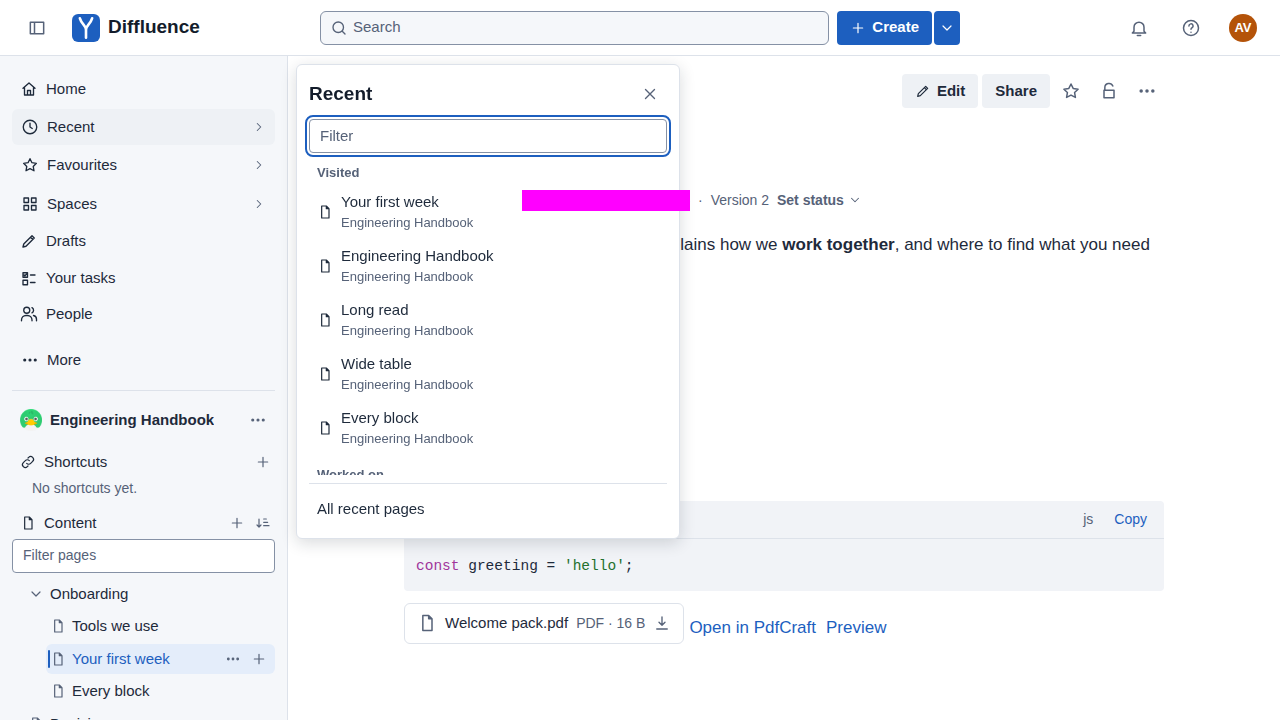 Diffluence
Search
Create
AV
Home
Recent
Favourites
Spaces
Drafts
Your tasks
People
More
Engineering Handbook
Shortcuts
No shortcuts yet.
Content
Filter pages
Onboarding
Tools we use
Your first week
Every block
Recent
Filter
Visited
Your first week
Engineering Handbook
Engineering Handbook
Engineering Handbook
Long read
Engineering Handbook
Wide table
Engineering Handbook
Every block
Engineering Handbook
Worked on
All recent pages
Edit
Share
· Version 2 Set status
lains how we work together, and where to find what you need
js Copy
const greeting = 'hello';
Welcome pack.pdf PDF · 16 B
Open in PdfCraft Preview